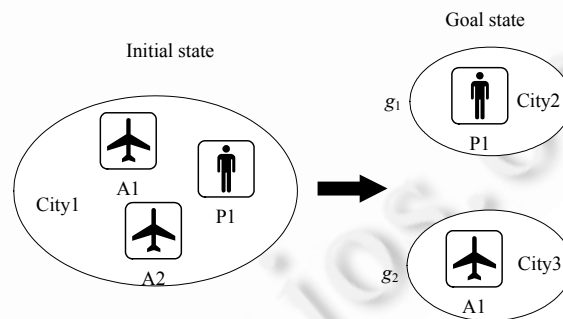 Initial state
Goal state
City1
A1
P1
A2
g1
City2
P1
g2
City3
A1